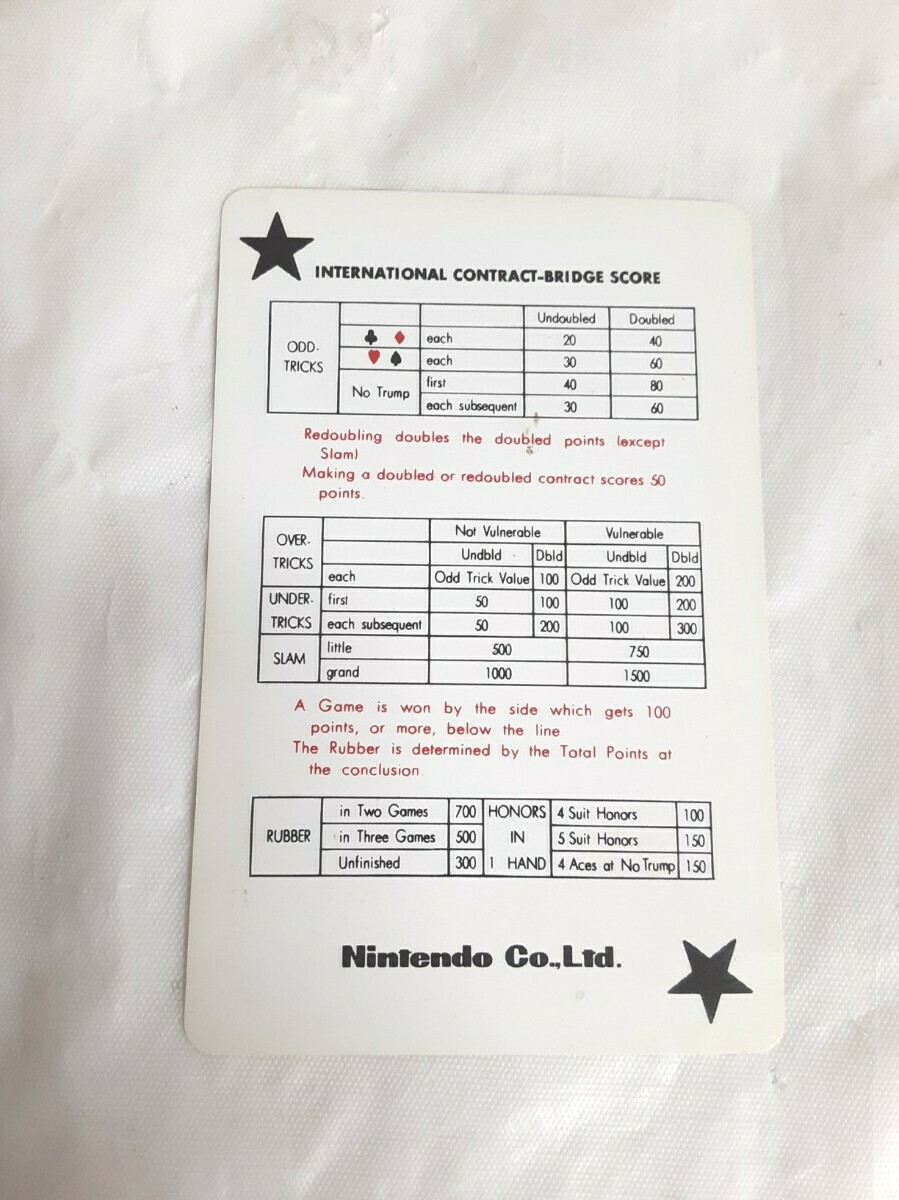 INTERNATIONAL CONTRACT-BRIDGE SCORE
Undoubled Doubled
ODD-TRICKS
♣ ♦ each 20 40
♥ ♠ each 30 60
No Trump first 40 80
each subsequent 30 60
Redoubling doubles the doubled points (except
Slam)
Making a doubled or redoubled contract scores 50
points.
Not Vulnerable Vulnerable
Undbld Dbld Undbld Dbld
OVER-TRICKS each Odd Trick Value 100 Odd Trick Value 200
UNDER-TRICKS first 50 100 100 200
each subsequent 50 200 100 300
SLAM little 500 750
grand 1000 1500
A Game is won by the side which gets 100
points, or more, below the line
The Rubber is determined by the Total Points at
the conclusion.
RUBBER in Two Games 700 HONORS IN 1 HAND 4 Suit Honors 100
in Three Games 500 5 Suit Honors 150
Unfinished 300 4 Aces at No Trump 150
Nintendo Co.,Ltd.